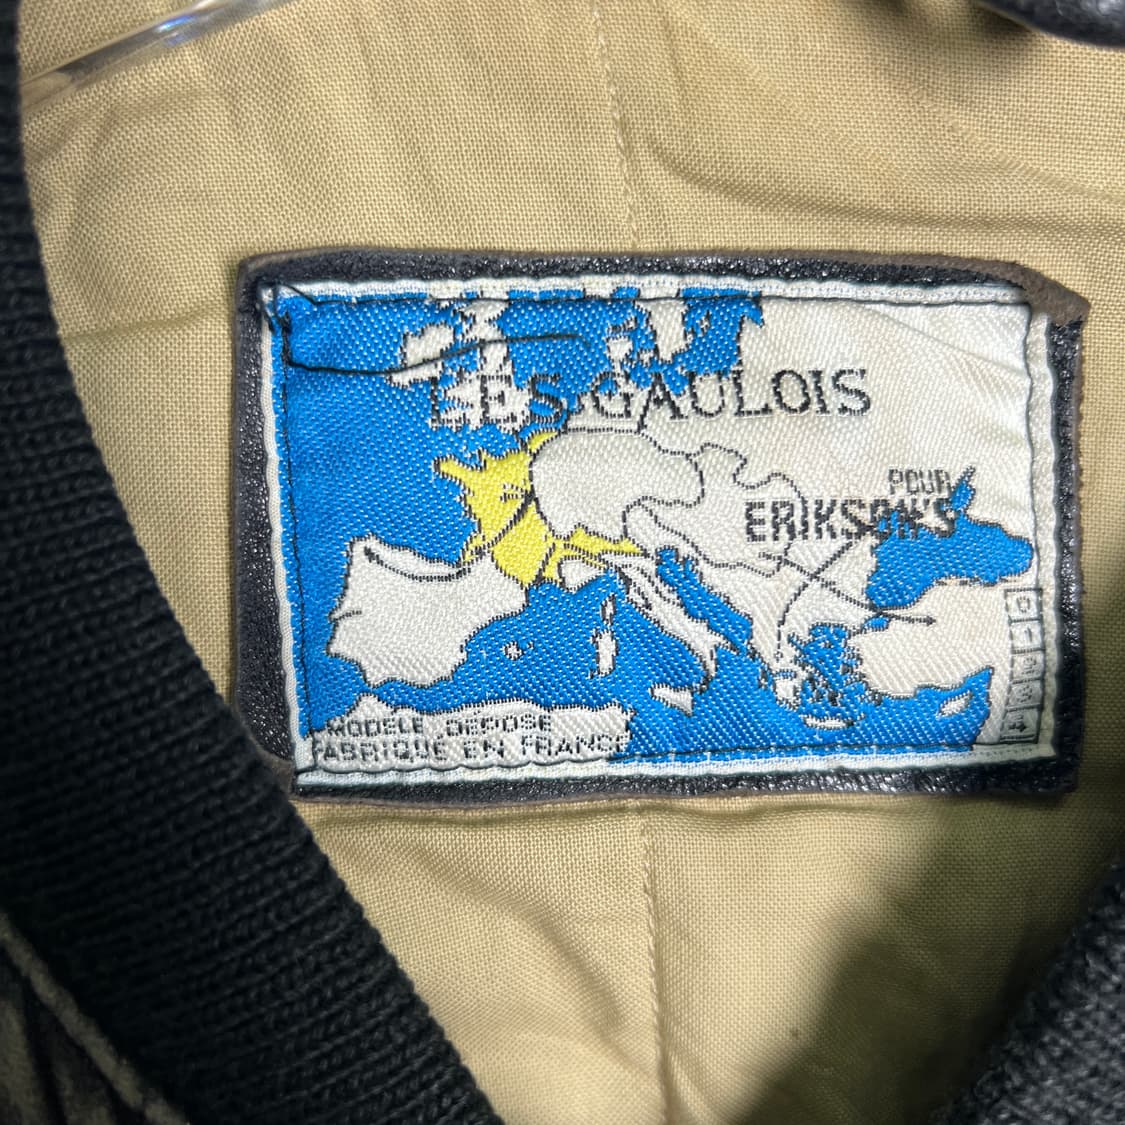 LES GAULOIS
POUR
ERIKSON'S
MODELE DEPOSE
FABRIQUE EN FRANCE